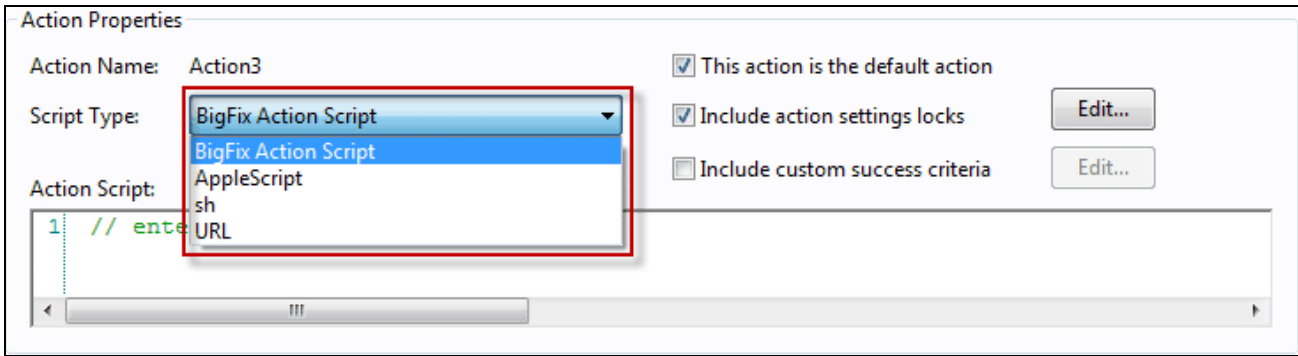 Action Properties
Action Name: Action3
This action is the default action
Script Type: BigFix Action Script
Include action settings locks
Edit...
BigFix Action Script
AppleScript
sh
URL
Include custom success criteria
Edit...
Action Script:
1 // ente